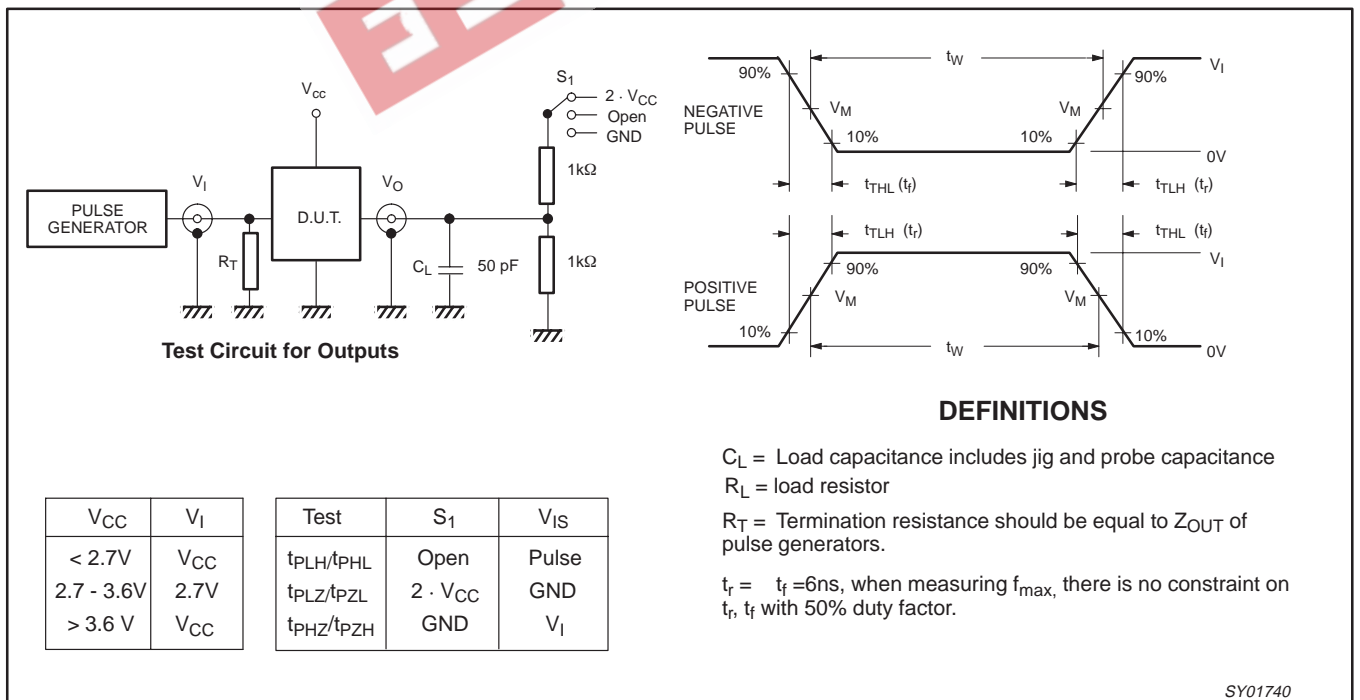 V_CC
S_1
2 · V_CC
Open
GND
V_I
V_O
1kΩ
PULSE
GENERATOR
D.U.T.
R_T
C_L
50 pF
1kΩ
Test Circuit for Outputs
t_W
90%
90%
V_I
NEGATIVE
PULSE
V_M
V_M
10%
10%
0V
t_THL (t_f)
t_TLH (t_r)
t_TLH (t_r)
t_THL (t_f)
V_I
90%
90%
POSITIVE
PULSE
V_M
V_M
10%
10%
t_W
0V
DEFINITIONS
C_L = Load capacitance includes jig and probe capacitance
R_L = load resistor
R_T = Termination resistance should be equal to Z_OUT of
pulse generators.
t_r = t_f =6ns, when measuring f_max, there is no constraint on
t_r, t_f with 50% duty factor.
V_CC V_I
< 2.7V V_CC
2.7 - 3.6V 2.7V
> 3.6 V V_CC
Test S_1 V_IS
t_PLH/t_PHL Open Pulse
t_PLZ/t_PZL 2 · V_CC GND
t_PHZ/t_PZH GND V_I
SY01740